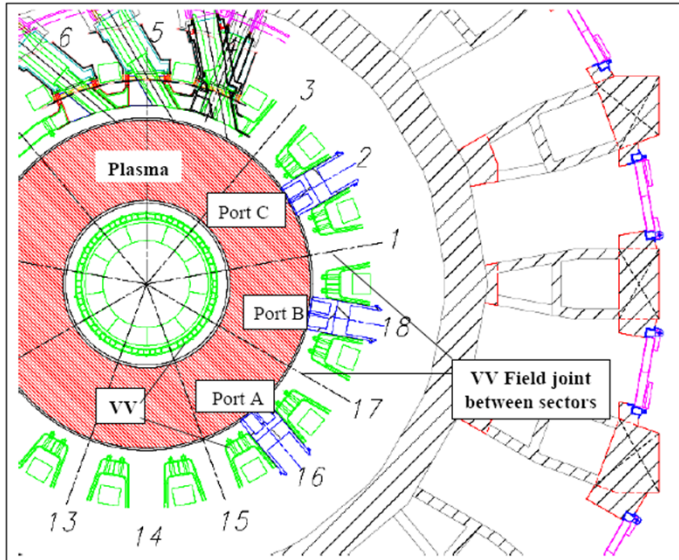 6
5
4
3
2
1
Plasma
Port C
Port B
18
17
Port A
VV
VV Field joint
between sectors
16
15
14
13